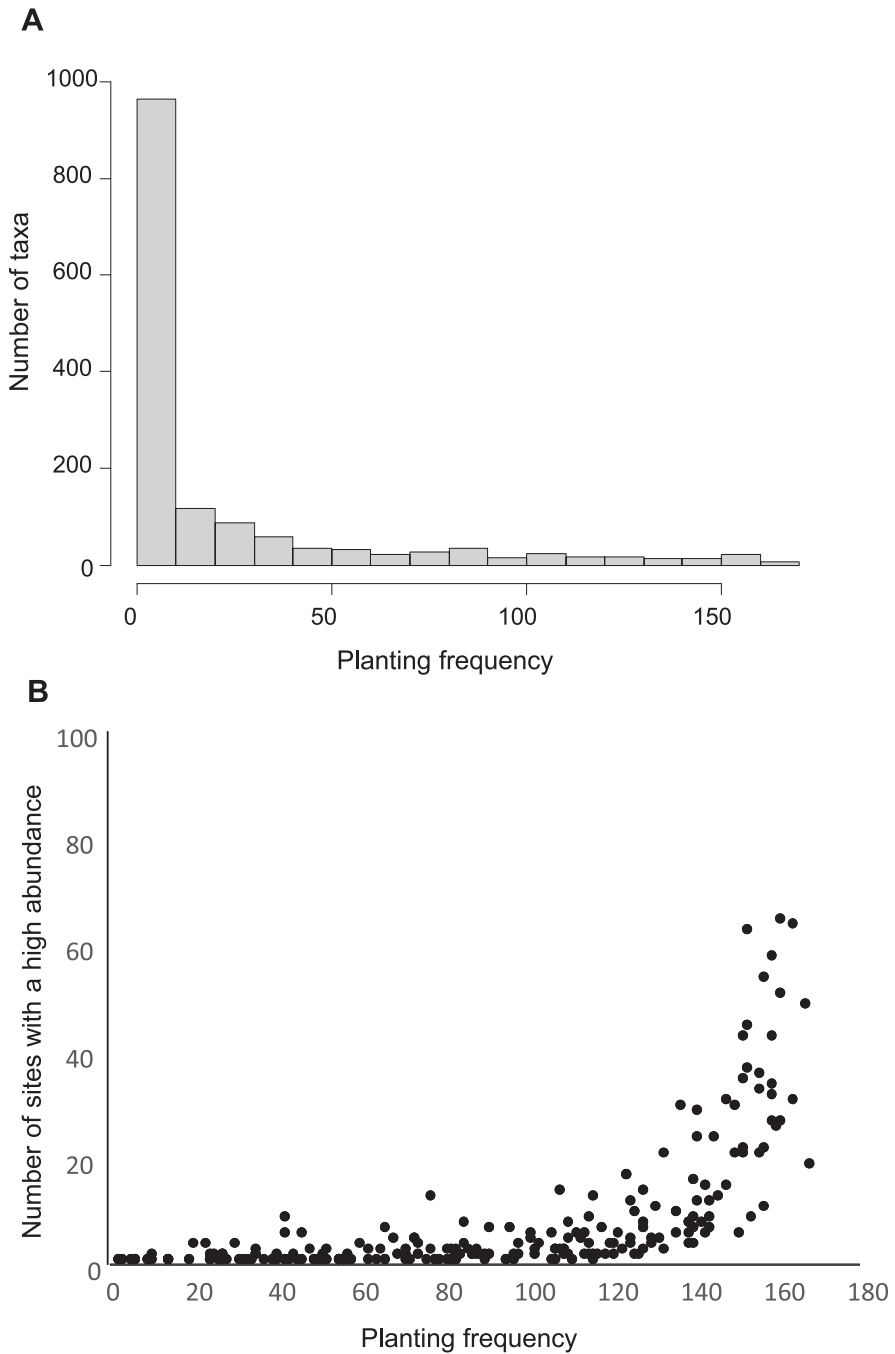 A
1000
800
600
400
200
0
Number of taxa
0 50 100 150
Planting frequency
B
100
80
60
40
20
0
Number of sites with a high abundance
0 20 40 60 80 100 120 140 160 180
Planting frequency